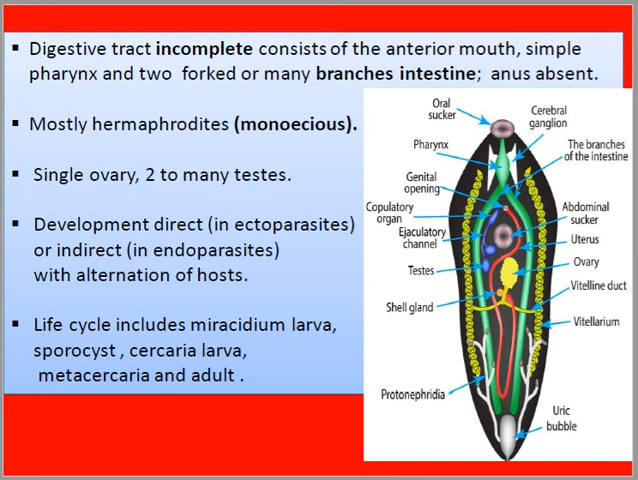 ▪ Digestive tract incomplete consists of the anterior mouth, simple
pharynx and two forked or many branches intestine; anus absent.
▪ Mostly hermaphrodites (monoecious).
▪ Single ovary, 2 to many testes.
▪ Development direct (in ectoparasites)
or indirect (in endoparasites)
with alternation of hosts.
▪ Life cycle includes miracidium larva,
sporocyst , cercaria larva,
metacercaria and adult .
Oral
sucker
Cerebral
ganglion
Pharynx
The branches
of the intestine
Genital
opening
Copulatory
organ
Abdominal
sucker
Ejaculatory
channel
Uterus
Testes
Ovary
Vitelline duct
Shell gland
Vitellarium
Protonephridia
Uric
bubble